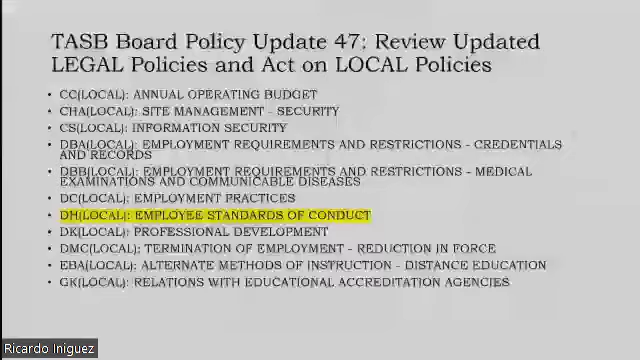 TASB Board Policy Update 47: Review Updated
LEGAL Policies and Act on LOCAL Policies
• CC(LOCAL): ANNUAL OPERATING BUDGET
• CHA(LOCAL): SITE MANAGEMENT - SECURITY
• CS(LOCAL): INFORMATION SECURITY
• DBA(LOCAL): EMPLOYMENT REQUIREMENTS AND RESTRICTIONS - CREDENTIALS
AND RECORDS
• DBB(LOCAL): EMPLOYMENT REQUIREMENTS AND RESTRICTIONS - MEDICAL
EXAMINATIONS AND COMMUNICABLE DISEASES
• DC(LOCAL): EMPLOYMENT PRACTICES
• DH(LOCAL): EMPLOYEE STANDARDS OF CONDUCT
• DK(LOCAL): PROFESSIONAL DEVELOPMENT
• DMC(LOCAL): TERMINATION OF EMPLOYMENT - REDUCTION IN FORCE
• EBA(LOCAL): ALTERNATE METHODS OF INSTRUCTION - DISTANCE EDUCATION
• GK(LOCAL): RELATIONS WITH EDUCATIONAL ACCREDITATION AGENCIES
Ricardo Iniguez